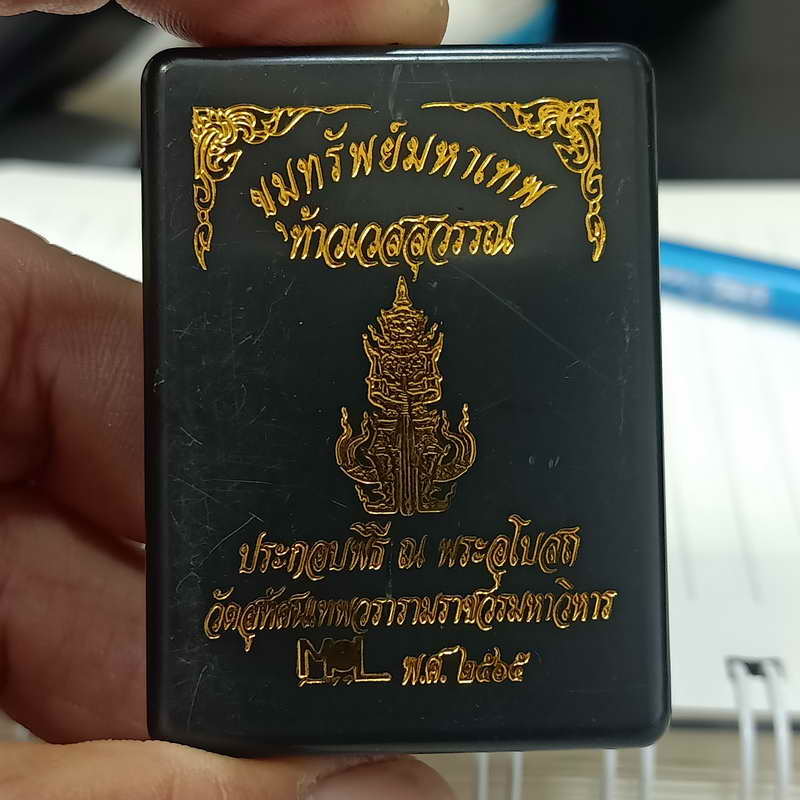 ขุมทรัพย์มหาเทพ
ท้าวเวสสุวรรณ
ประกอบพิธี ณ พระอุโบสถ
วัดสุทัศนเทพวรารามราชวรมหาวิหาร
พ.ศ. ๒๕๖๕